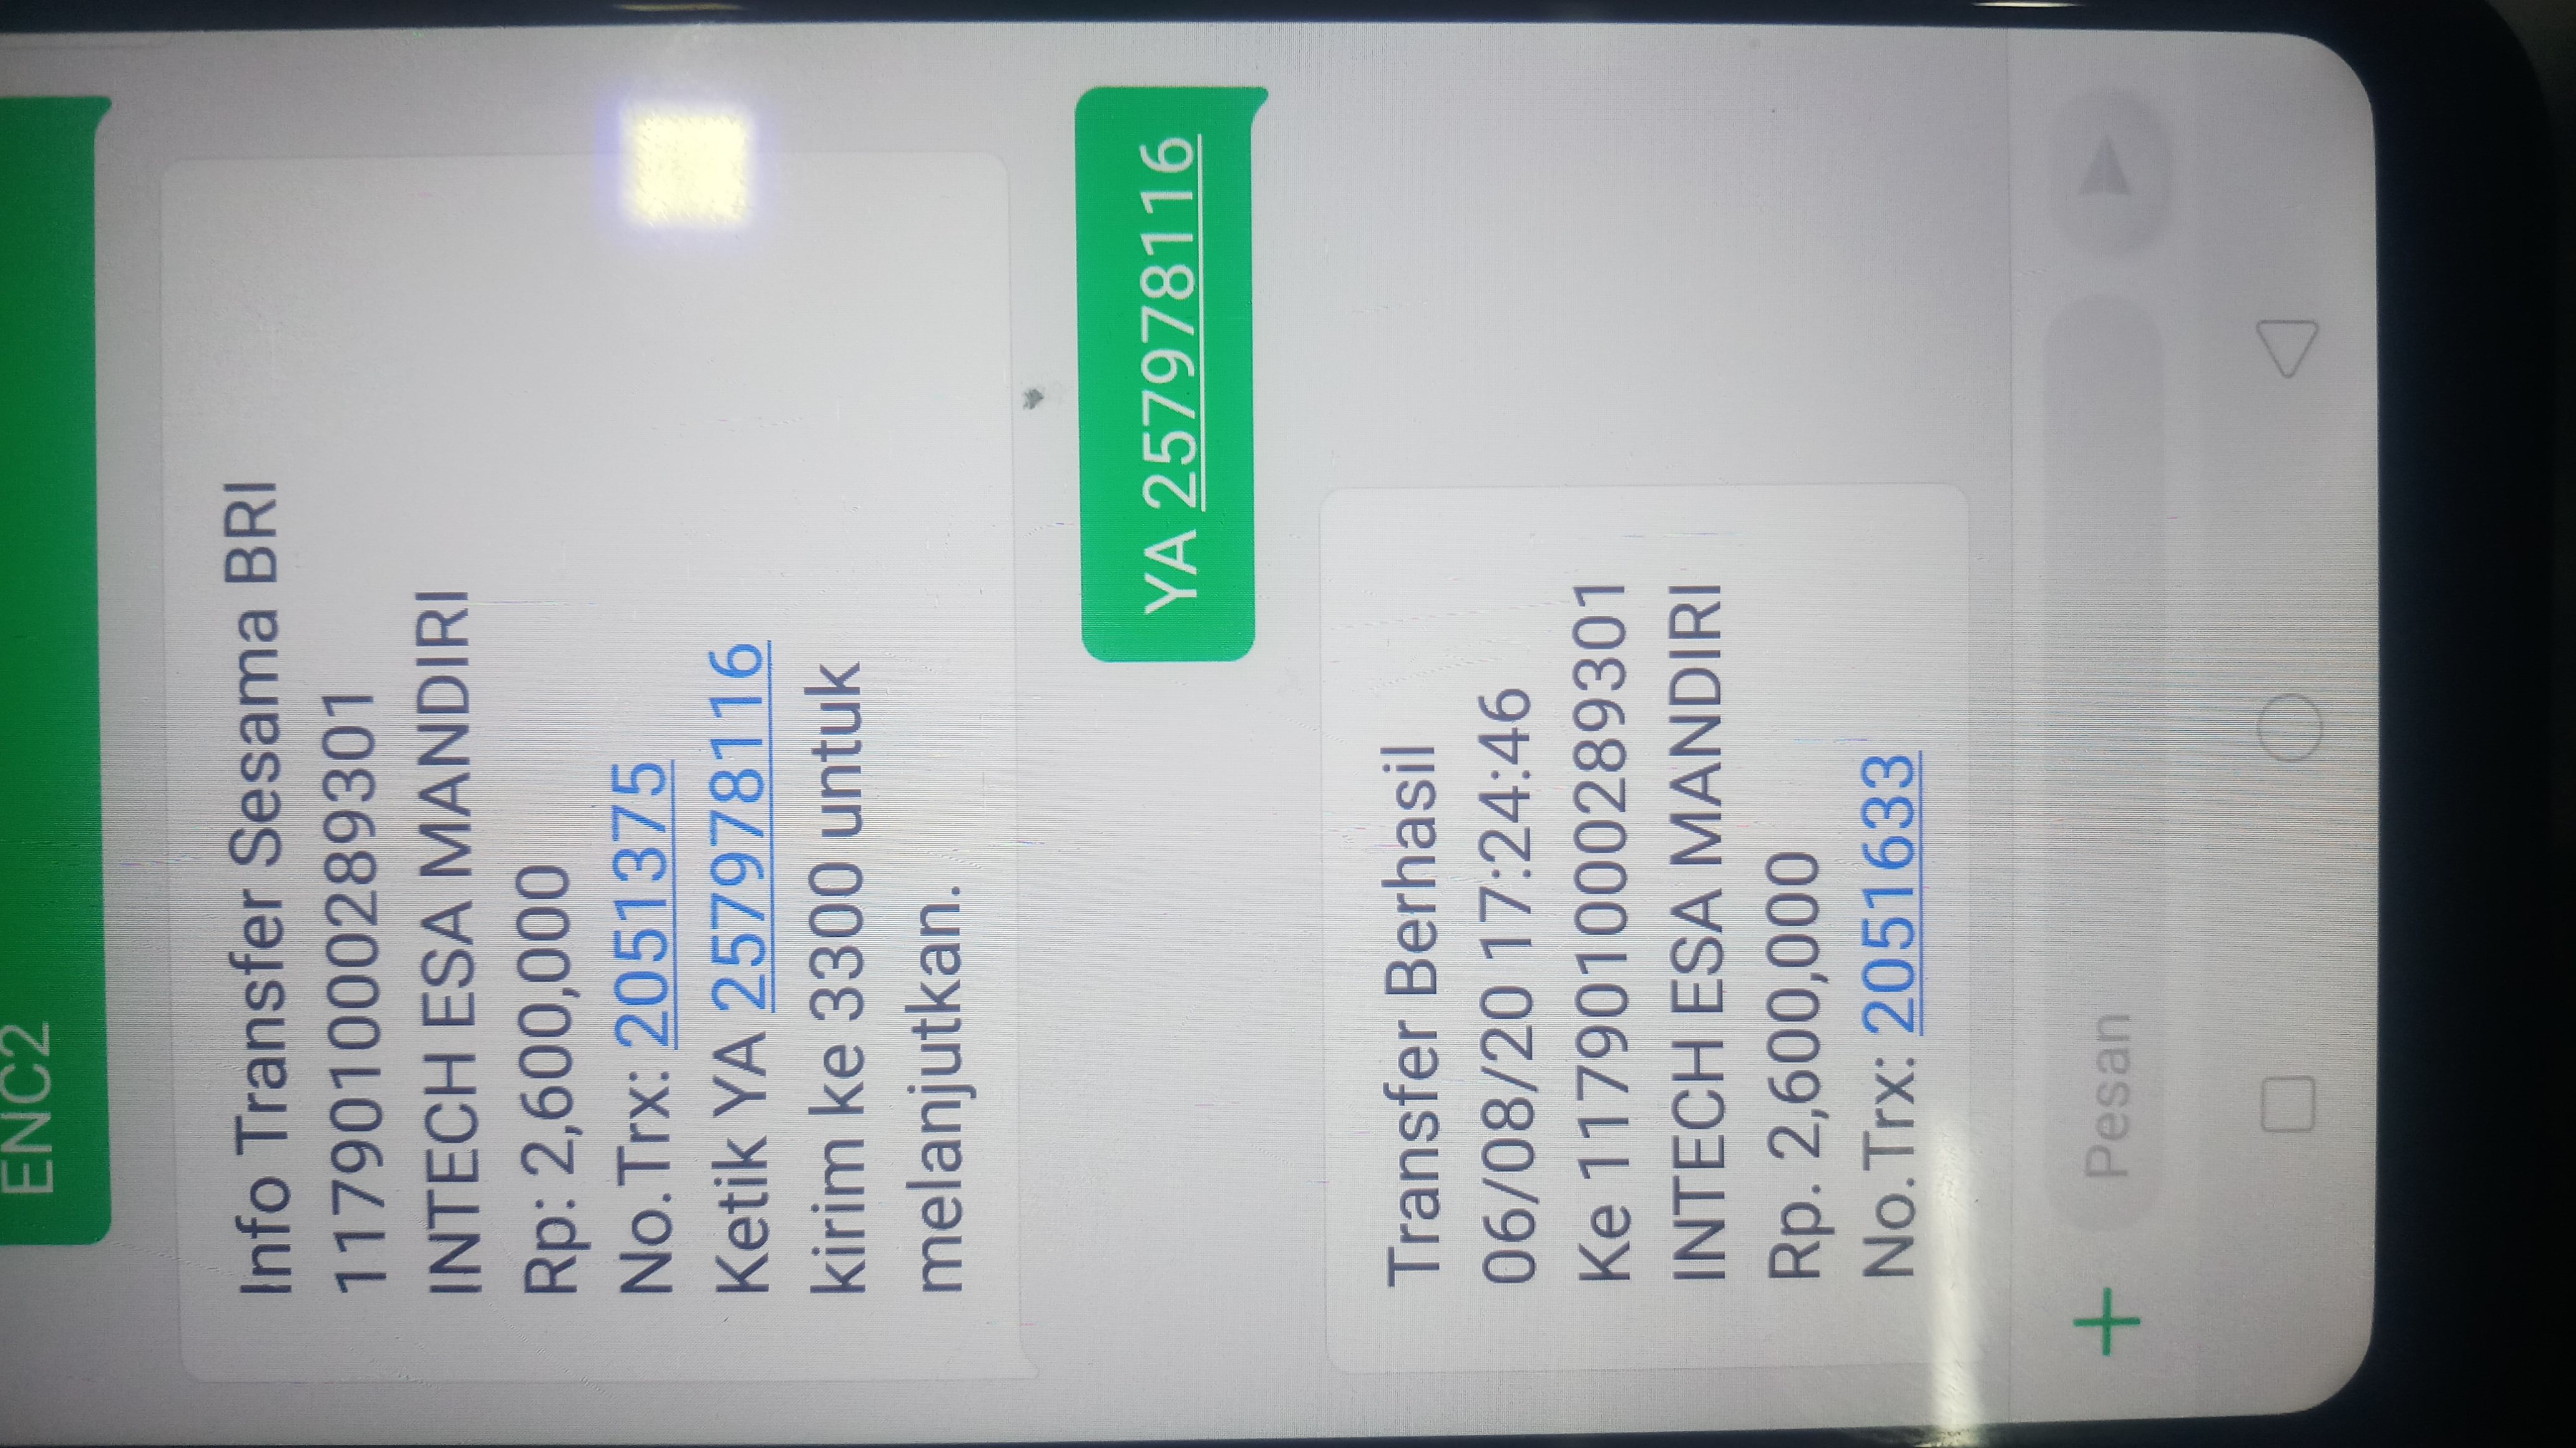 ENC2
Info Transfer Sesama BRI
117901000289301
INTECH ESA MANDIRI
Rp: 2,600,000
No.Trx: 2051375
Ketik YA 257978116
kirim ke 3300 untuk
melanjutkan.
YA 257978116
Transfer Berhasil
06/08/20 17:24:46
Ke 117901000289301
INTECH ESA MANDIRI
Rp. 2,600,000
No.Trx: 2051633
Pesan